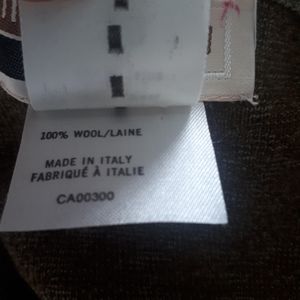 100% WOOL/LAINE
MADE IN ITALY
FABRIQUÉ À ITALIE
CA00300